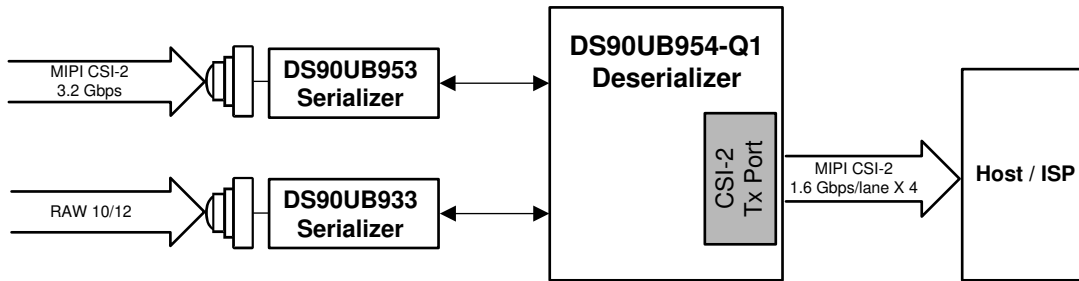 MIPI CSI-2
3.2 Gbps
DS90UB953
Serializer
RAW 10/12
DS90UB933
Serializer
DS90UB954-Q1
Deserializer
CSI-2
Tx Port
MIPI CSI-2
1.6 Gbps/lane X 4
Host / ISP